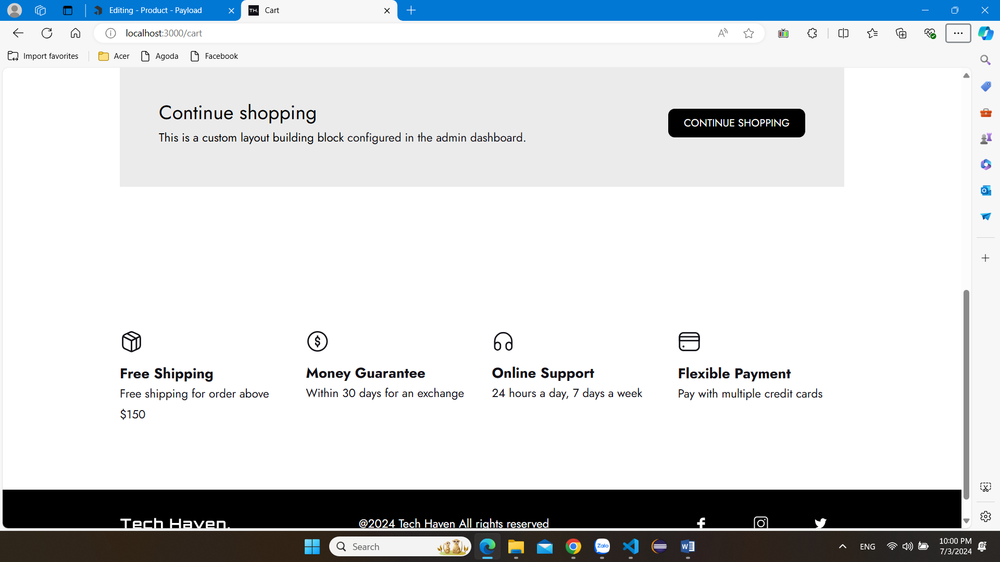 Editing - Product - Payload
TH.
Cart
localhost:3000/cart
Import favorites
Acer
Agoda
Facebook
Continue shopping
This is a custom layout building block configured in the admin dashboard.
CONTINUE SHOPPING
Free Shipping
Free shipping for order above
$150
Money Guarantee
Within 30 days for an exchange
Online Support
24 hours a day, 7 days a week
Flexible Payment
Pay with multiple credit cards
Tech Haven.
@2024 Tech Haven All rights reserved
Search
Zalo
ENG
10:00 PM
7/3/2024